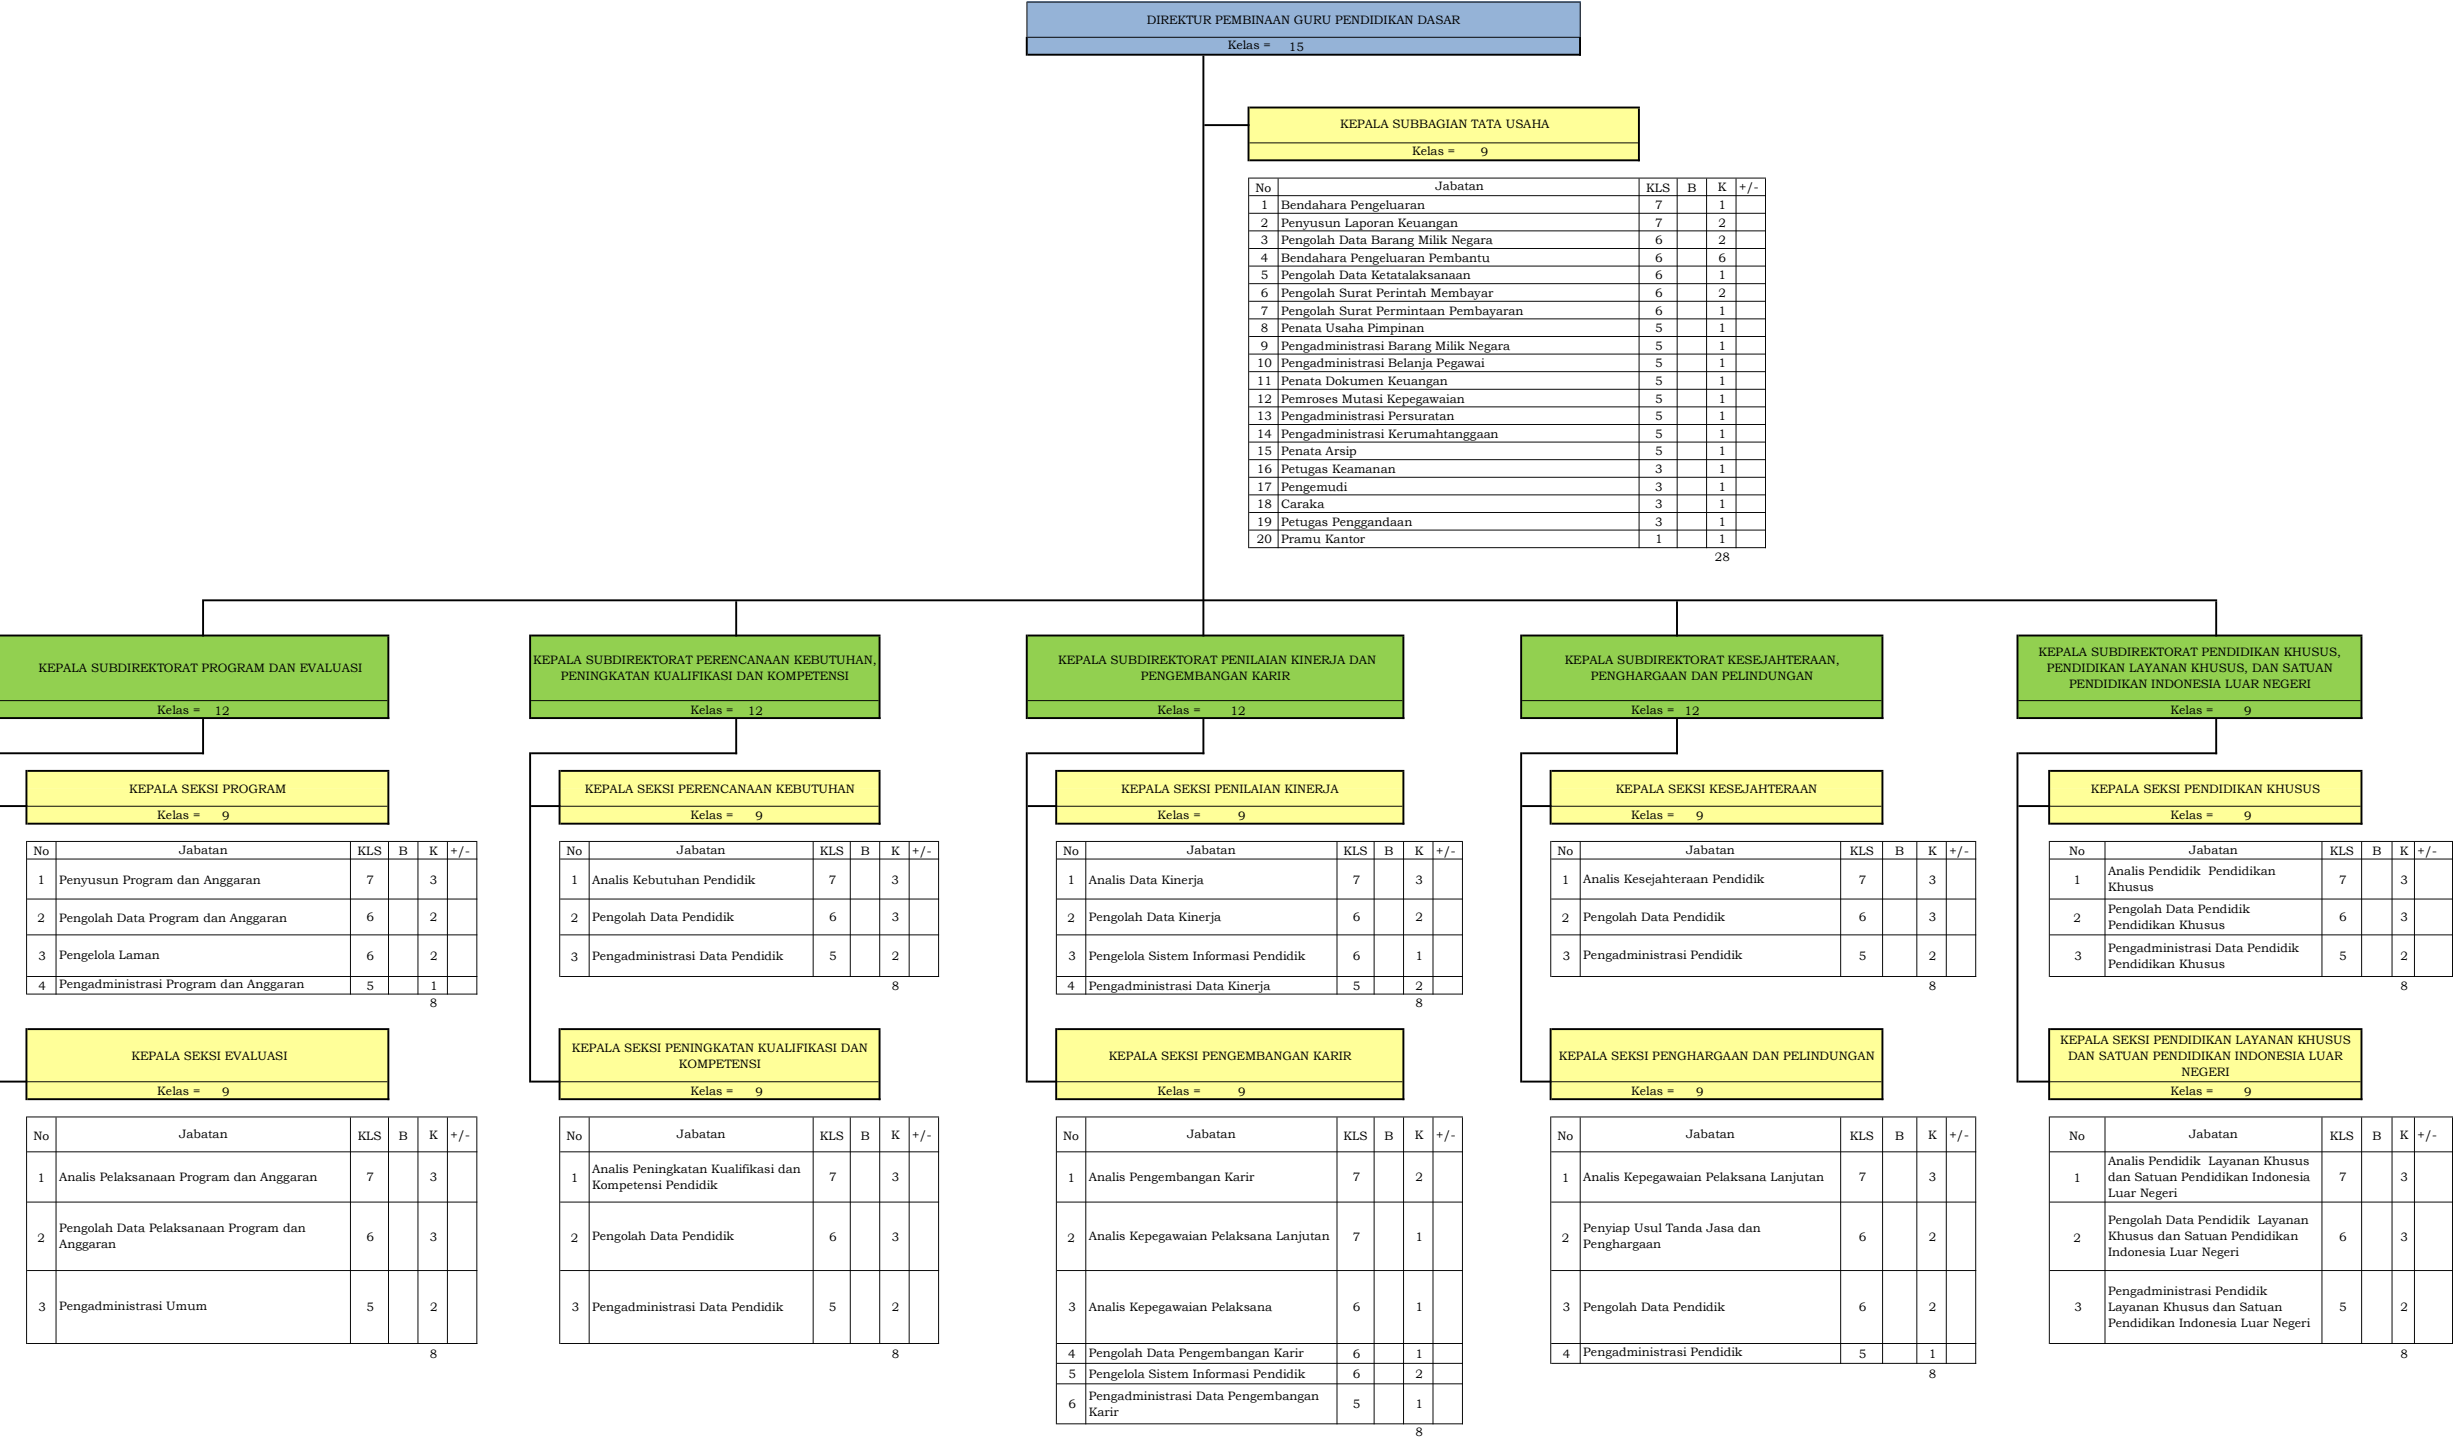 DIREKTUR PEMBINAAN GURU PENDIDIKAN DASAR
Kelas = 15
KEPALA SUBBAGIAN TATA USAHA
Kelas = 9
No Jabatan KLS B K +/-
1 Bendahara Pengeluaran 7 1
2 Penyusun Laporan Keuangan 7 2
3 Pengolah Data Barang Milik Negara 6 2
4 Bendahara Pengeluaran Pembantu 6 6
5 Pengolah Data Ketatalaksanaan 6 1
6 Pengolah Surat Perintah Membayar 6 2
7 Pengolah Surat Permintaan Pembayaran 6 1
8 Penata Usaha Pimpinan 5 1
9 Pengadministrasi Barang Milik Negara 5 1
10 Pengadministrasi Belanja Pegawai 5 1
11 Penata Dokumen Keuangan 5 1
12 Pemroses Mutasi Kepegawaian 5 1
13 Pengadministrasi Persuratan 5 1
14 Pengadministrasi Kerumahtanggaan 5 1
15 Penata Arsip 5 1
16 Petugas Keamanan 3 1
17 Pengemudi 3 1
18 Caraka 3 1
19 Petugas Penggandaan 3 1
20 Pramu Kantor 1 1
28
KEPALA SUBDIREKTORAT PROGRAM DAN EVALUASI
Kelas = 12
KEPALA SEKSI PROGRAM
Kelas = 9
No Jabatan KLS B K +/-
1 Penyusun Program dan Anggaran 7 3
2 Pengolah Data Program dan Anggaran 6 2
3 Pengelola Laman 6 2
4 Pengadministrasi Program dan Anggaran 5 1
8
KEPALA SEKSI EVALUASI
Kelas = 9
No Jabatan KLS B K +/-
1 Analis Pelaksanaan Program dan Anggaran 7 3
Pengolah Data Pelaksanaan Program dan
2 Anggaran 6 3
3 Pengadministrasi Umum 5 2
8
KEPALA SUBDIREKTORAT PERENCANAAN KEBUTUHAN,
PENINGKATAN KUALIFIKASI DAN KOMPETENSI
Kelas = 12
KEPALA SEKSI PERENCANAAN KEBUTUHAN
Kelas = 9
No Jabatan KLS B K +/-
1 Analis Kebutuhan Pendidik 7 3
2 Pengolah Data Pendidik 6 3
3 Pengadministrasi Data Pendidik 5 2
8
KEPALA SEKSI PENINGKATAN KUALIFIKASI DAN
KOMPETENSI
Kelas = 9
No Jabatan KLS B K +/-
Analis Peningkatan Kualifikasi dan
1 Kompetensi Pendidik 7 3
2 Pengolah Data Pendidik 6 3
3 Pengadministrasi Data Pendidik 5 2
8
KEPALA SUBDIREKTORAT PENILAIAN KINERJA DAN
PENGEMBANGAN KARIR
Kelas = 12
KEPALA SEKSI PENILAIAN KINERJA
Kelas = 9
No Jabatan KLS B K +/-
1 Analis Data Kinerja 7 3
2 Pengolah Data Kinerja 6 2
3 Pengelola Sistem Informasi Pendidik 6 1
4 Pengadministrasi Data Kinerja 5 2
8
KEPALA SEKSI PENGEMBANGAN KARIR
Kelas = 9
No Jabatan KLS B K +/-
1 Analis Pengembangan Karir 7 2
2 Analis Kepegawaian Pelaksana Lanjutan 7 1
3 Analis Kepegawaian Pelaksana 6 1
4 Pengolah Data Pengembangan Karir 6 1
5 Pengelola Sistem Informasi Pendidik 6 2
Pengadministrasi Data Pengembangan
6 Karir 5 1
8
KEPALA SUBDIREKTORAT KESEJAHTERAAN,
PENGHARGAAN DAN PELINDUNGAN
Kelas = 12
KEPALA SEKSI KESEJAHTERAAN
Kelas = 9
No Jabatan KLS B K +/-
1 Analis Kesejahteraan Pendidik 7 3
2 Pengolah Data Pendidik 6 3
3 Pengadministrasi Pendidik 5 2
8
KEPALA SEKSI PENGHARGAAN DAN PELINDUNGAN
Kelas = 9
No Jabatan KLS B K +/-
1 Analis Kepegawaian Pelaksana Lanjutan 7 3
Penyiap Usul Tanda Jasa dan
2 Penghargaan 6 2
3 Pengolah Data Pendidik 6 2
4 Pengadministrasi Pendidik 5 1
8
KEPALA SUBDIREKTORAT PENDIDIKAN KHUSUS,
PENDIDIKAN LAYANAN KHUSUS, DAN SATUAN
PENDIDIKAN INDONESIA LUAR NEGERI
Kelas = 9
KEPALA SEKSI PENDIDIKAN KHUSUS
Kelas = 9
No Jabatan KLS B K +/-
Analis Pendidik Pendidikan
1 Khusus 7 3
Pengolah Data Pendidik
2 Pendidikan Khusus 6 3
Pengadministrasi Data Pendidik
3 Pendidikan Khusus 5 2
8
KEPALA SEKSI PENDIDIKAN LAYANAN KHUSUS
DAN SATUAN PENDIDIKAN INDONESIA LUAR
NEGERI
Kelas = 9
No Jabatan KLS B K +/-
Analis Pendidik Layanan Khusus
1 dan Satuan Pendidikan Indonesia 7 3
Luar Negeri
Pengolah Data Pendidik Layanan
2 Khusus dan Satuan Pendidikan 6 3
Indonesia Luar Negeri
Pengadministrasi Pendidik
3 Layanan Khusus dan Satuan 5 2
Pendidikan Indonesia Luar Negeri
8